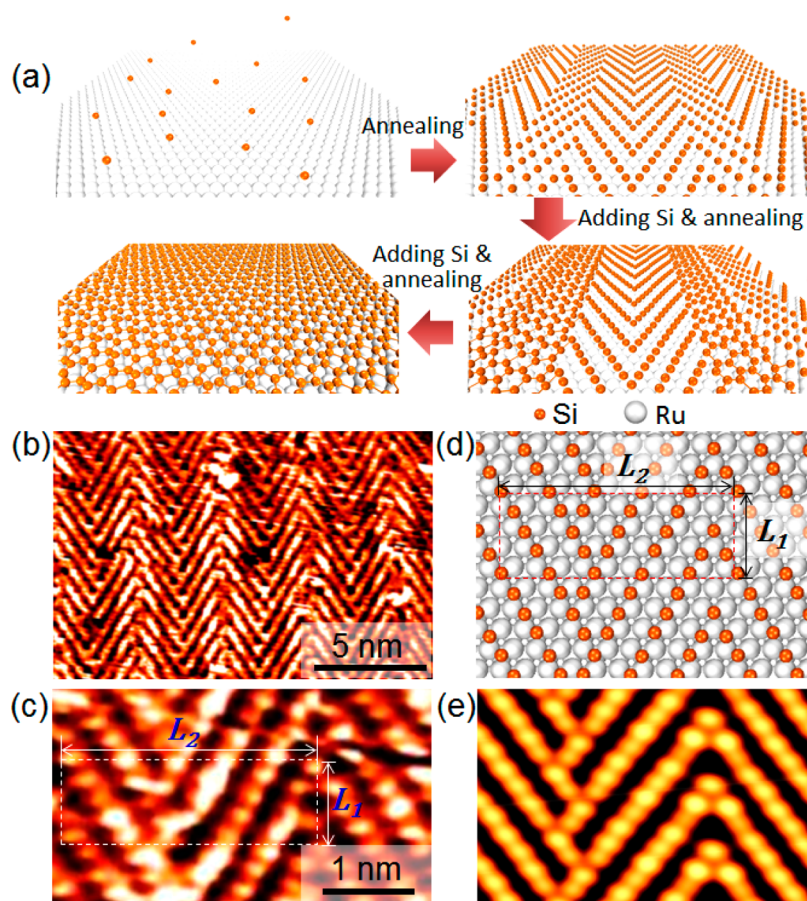 (a)
Annealing
Adding Si & annealing
Adding Si &
annealing
Si Ru
(b)
5 nm
(d)
L2
L1
(c)
L2
L1
1 nm
(e)